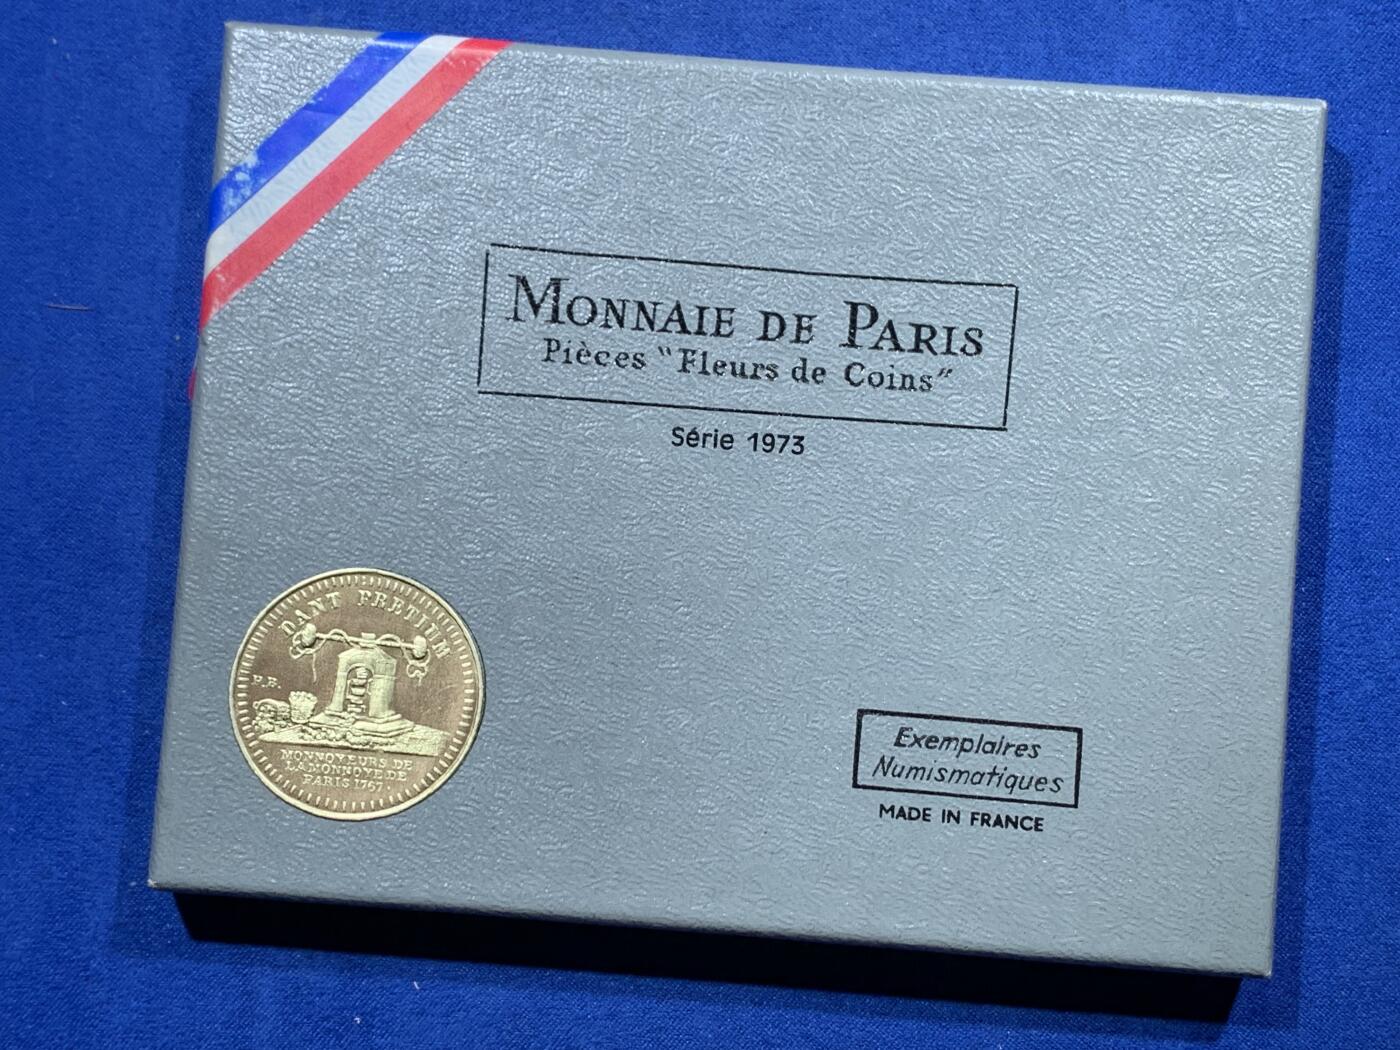 MONNAIE DE PARIS
Pièces "Fleurs de Coins"
Série 1973
DANT PRETIUM
P.B.
MONNOYEURS DE
LA MONNOYE DE
PARIS 1767.
Exemplaires
Numismatiques
MADE IN FRANCE